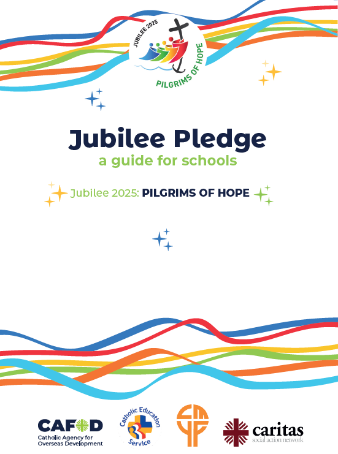 JUBILEE 2025
PILGRIMS OF HOPE
Jubilee Pledge
a guide for schools
Jubilee 2025: PILGRIMS OF HOPE
CAFOD
Catholic Agency for
Overseas Development
Catholic Education
Service
CMYF
caritas
social action network